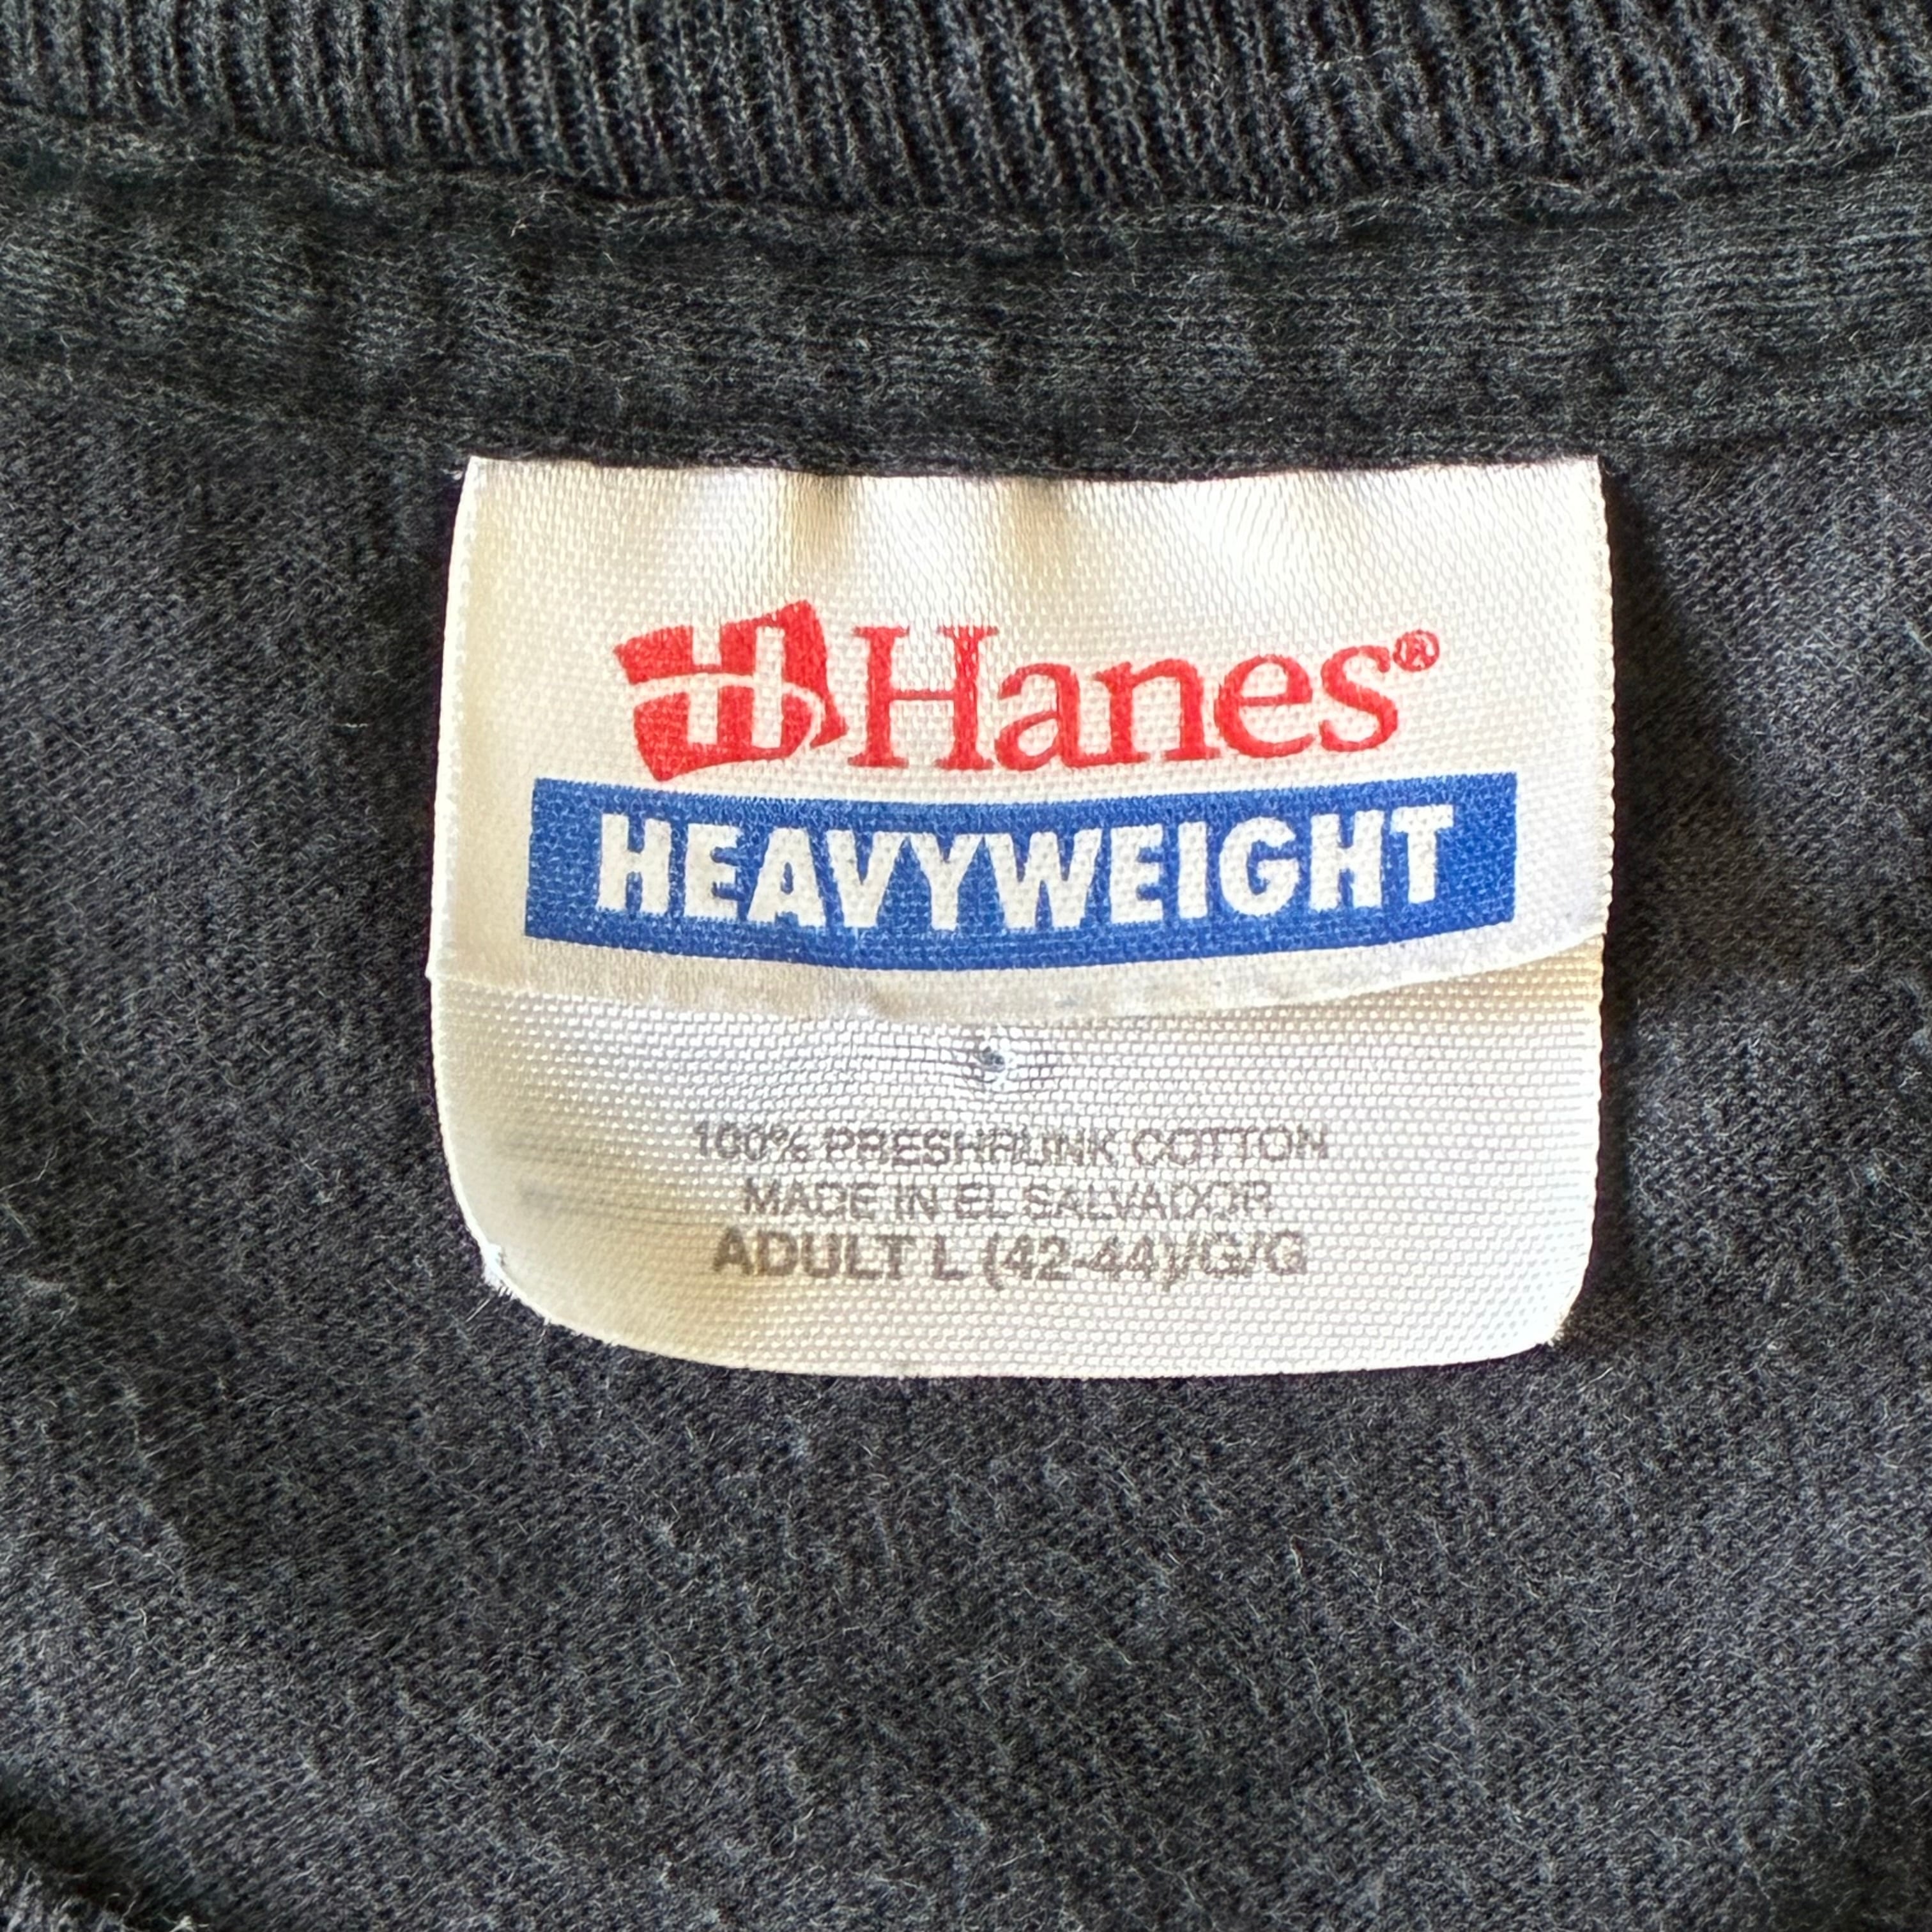 Hanes®
HEAVYWEIGHT
100% PRESHRUNK COTTON
MADE IN EL SALVADOR
ADULT L (42-44)/G/G